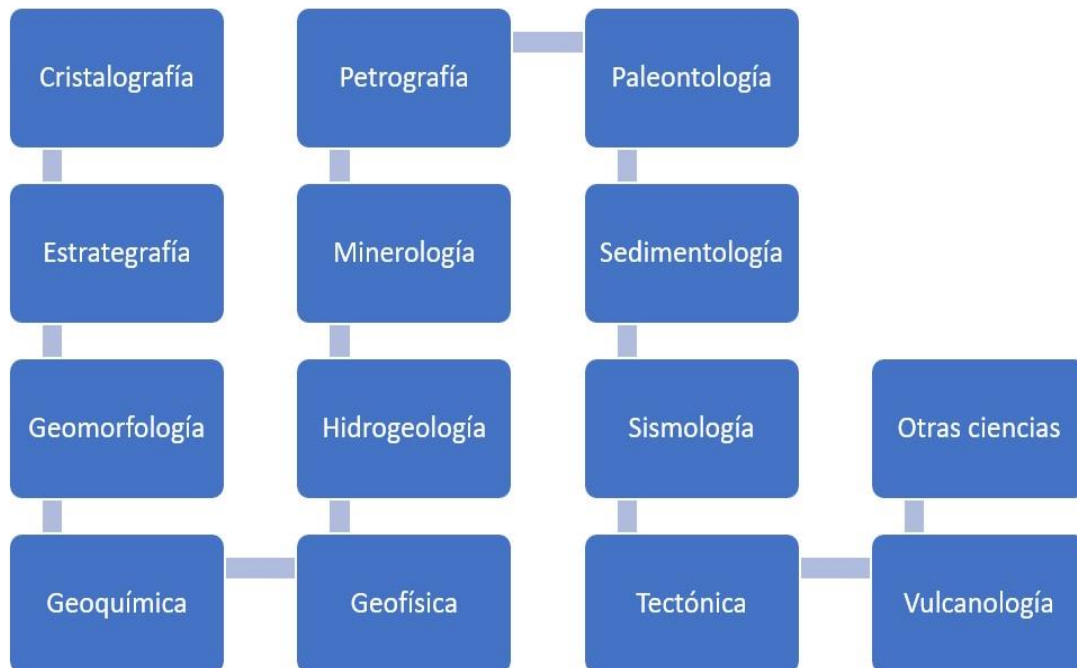 Cristalografía
Estrategrafía
Geomorfología
Geoquímica
Geofísica
Hidrogeología
Minerología
Petrografía
Paleontología
Sedimentología
Sismología
Tectónica
Vulcanología
Otras ciencias